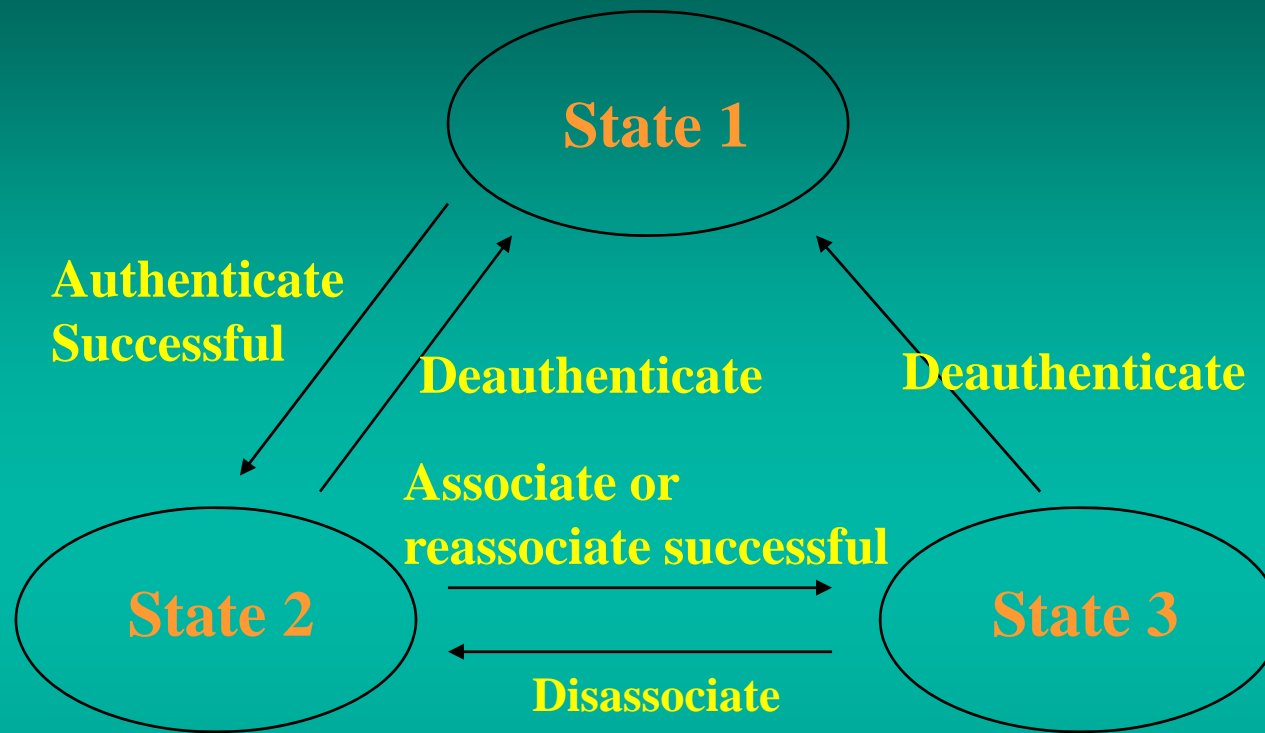 State 1
Authenticate
Successful
Deauthenticate
Deauthenticate
Associate or
reassociate successful
State 2
State 3
Disassociate